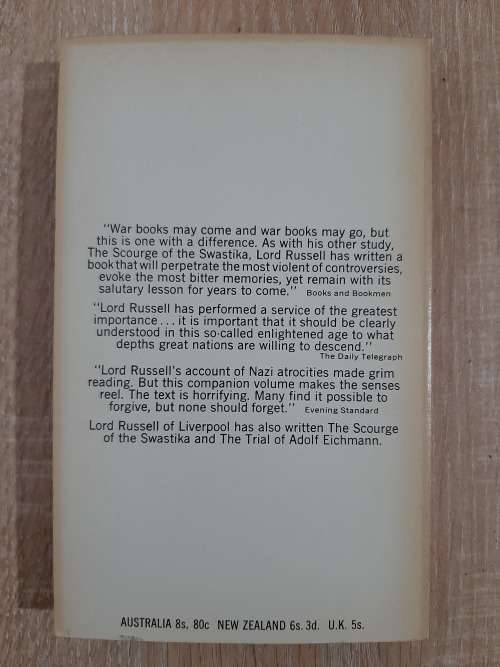 "War books may come and war books may go, but
this is one with a difference. As with his other study,
The Scourge of the Swastika, Lord Russell has written a
book that will perpetrate the most violent of controversies,
evoke the most bitter memories, yet remain with its
salutary lesson for years to come." Books and Bookmen
"Lord Russell has performed a service of the greatest
importance...it is important that it should be clearly
understood in this so-called enlightened age to what
depths great nations are willing to descend."
The Daily Telegraph
"Lord Russell's account of Nazi atrocities made grim
reading. But this companion volume makes the senses
reel. The text is horrifying. Many find it possible to
forgive, but none should forget." Evening Standard
Lord Russell of Liverpool has also written The Scourge
of the Swastika and The Trial of Adolf Eichmann.
AUSTRALIA 8s. 80c NEW ZEALAND 6s. 3d. U.K. 5s.